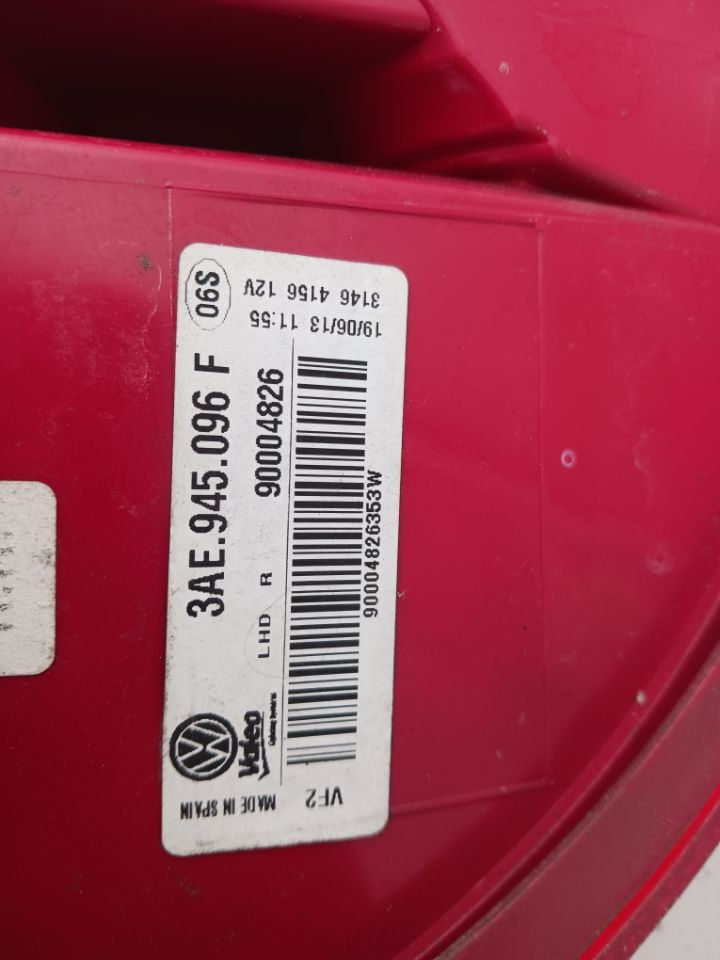 06S
3146 4156 12V
19/06/13 11:55
3AE.945.096 F
90004826
LHD R
90004826353W
Valeo
VF2
MADE IN SPAIN